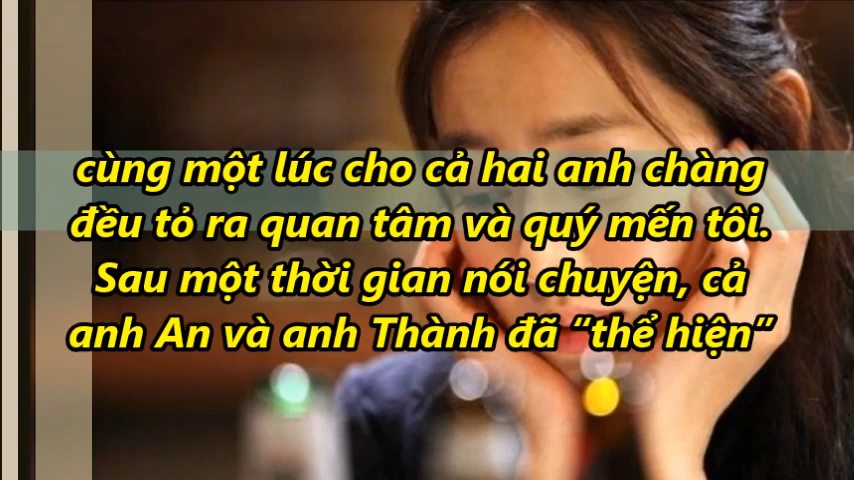 cùng một lúc cho cả hai anh chàng
đều tỏ ra quan tâm và quý mến tôi.
Sau một thời gian nói chuyện, cả
anh An và anh Thành đã “thể hiện”